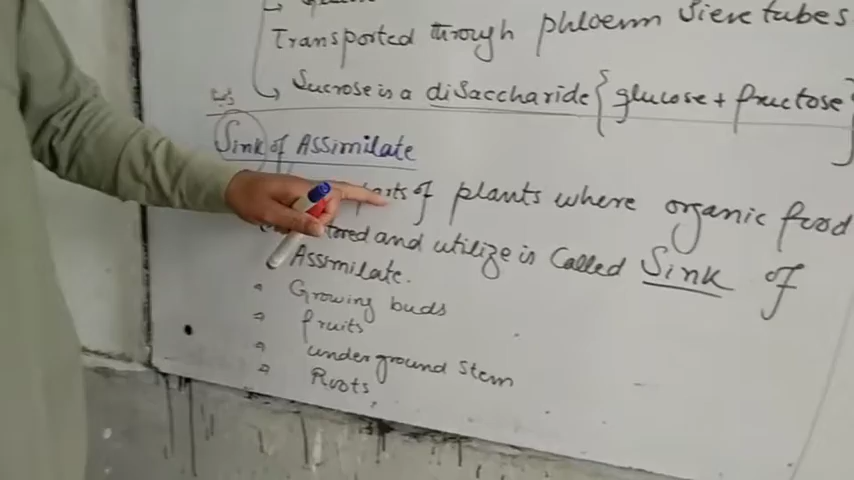 Transported through phloem Sieve tubes
Sucrose is a disaccharide { glucose + fructose }
Sink of Assimilate
parts of plants where organic food
stored and utilize is Called Sink of
Assimilate.
Growing buds
fruits
underground stem
Roots